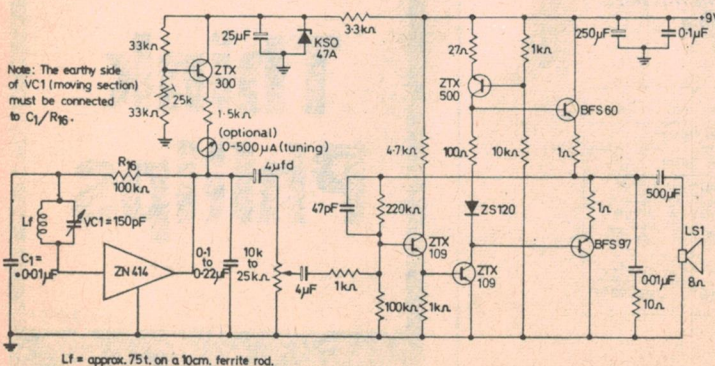 +9V
33kΩ
25μF
KSO
47A
3·3kΩ
27Ω
1kΩ
250μF
0·1μF
Note: The earthy side
of VC1 (moving section)
must be connected
to C₁/R₁₆.
ZTX
300
25k
33kΩ
1·5kΩ
(optional)
0-500μA (tuning)
ZTX
500
BFS60
4·7kΩ
100Ω
10kΩ
1Ω
R₁₆
100kΩ
4μfd
47pF
220kΩ
ZS120
1Ω
500μF
Lf
VC1=150pF
ZTX
109
BFS97
LS1
8Ω
C₁=
0·01μF
ZN 414
0·1
to
0·22μF
10k
to
25kΩ
4μF
1kΩ
100kΩ
1kΩ
ZTX
109
0·01μF
10Ω
Lf = approx. 75t. on a 10cm. ferrite rod.